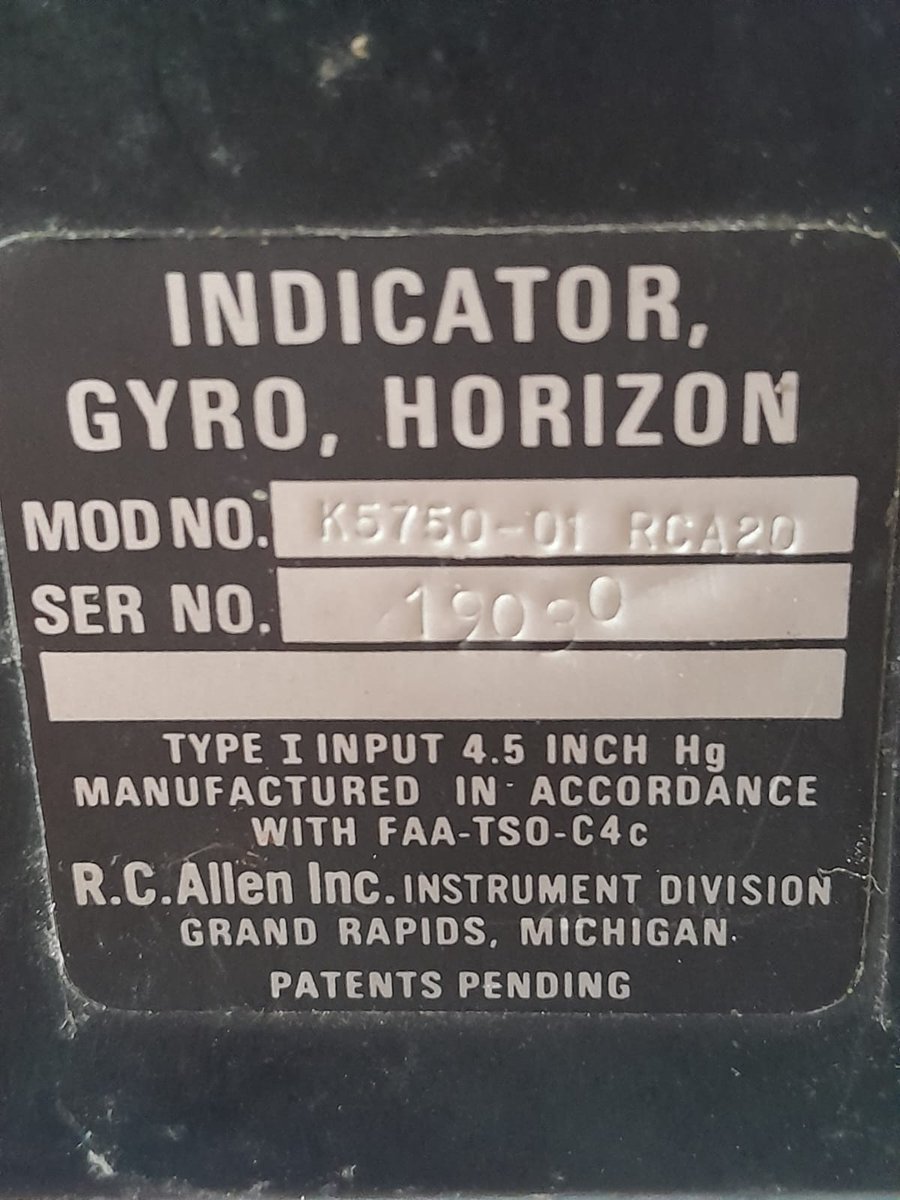 INDICATOR,
GYRO, HORIZON
MOD NO. K5750-01 RCA20
SER NO.
TYPE I INPUT 4.5 INCH Hg
MANUFACTURED IN ACCORDANCE
WITH FAA-TSO-C4c
R.C.Allen Inc. INSTRUMENT DIVISION
GRAND RAPIDS, MICHIGAN.
PATENTS PENDING